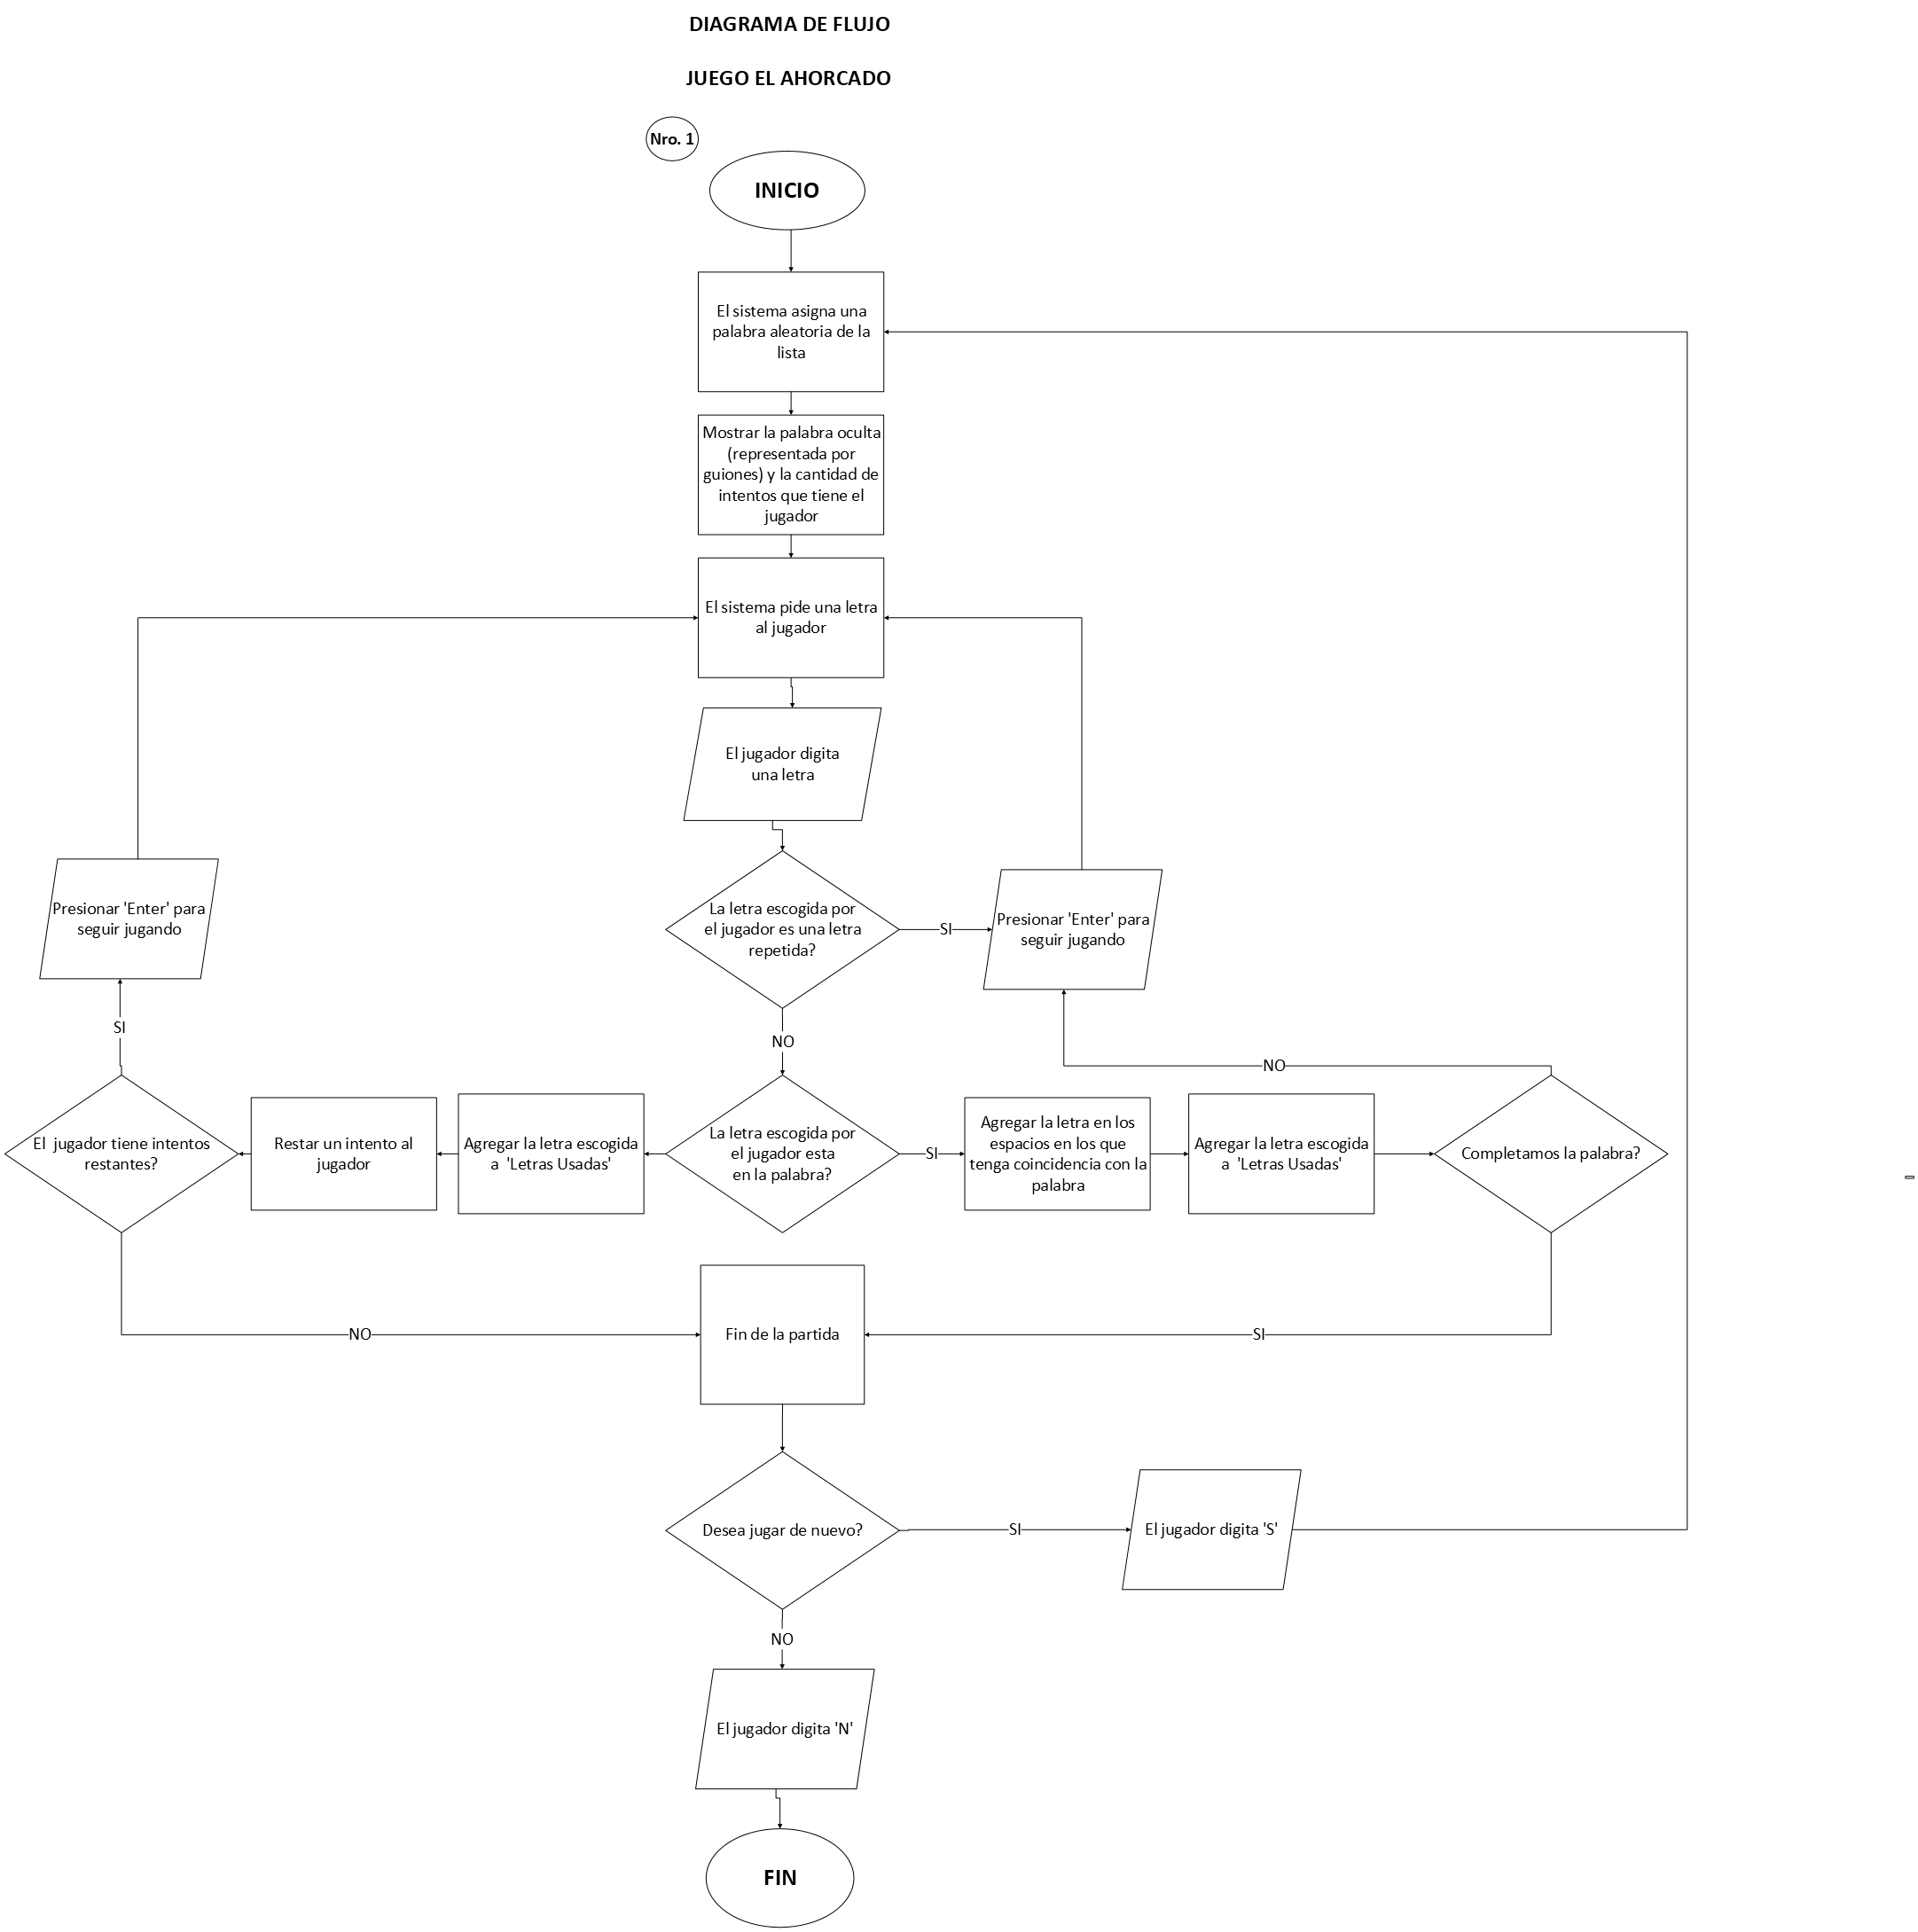 DIAGRAMA DE FLUJO
JUEGO EL AHORCADO
Nro. 1
INICIO
El sistema asigna una
palabra aleatoria de la
lista
Mostrar la palabra oculta
(representada por
guiones) y la cantidad de
intentos que tiene el
jugador
El sistema pide una letra
al jugador
El jugador digita
una letra
Presionar 'Enter' para
seguir jugando
La letra escogida por
el jugador es una letra
repetida?
SI
Presionar 'Enter' para
seguir jugando
SI
NO
NO
El  jugador tiene intentos
restantes?
Restar un intento al
jugador
Agregar la letra escogida
a  'Letras Usadas'
La letra escogida por
el jugador esta
en la palabra?
SI
Agregar la letra en los
espacios en los que
tenga coincidencia con la
palabra
Agregar la letra escogida
a  'Letras Usadas'
Completamos la palabra?
NO
Fin de la partida
SI
Desea jugar de nuevo?
SI
El jugador digita 'S'
NO
El jugador digita 'N'
FIN